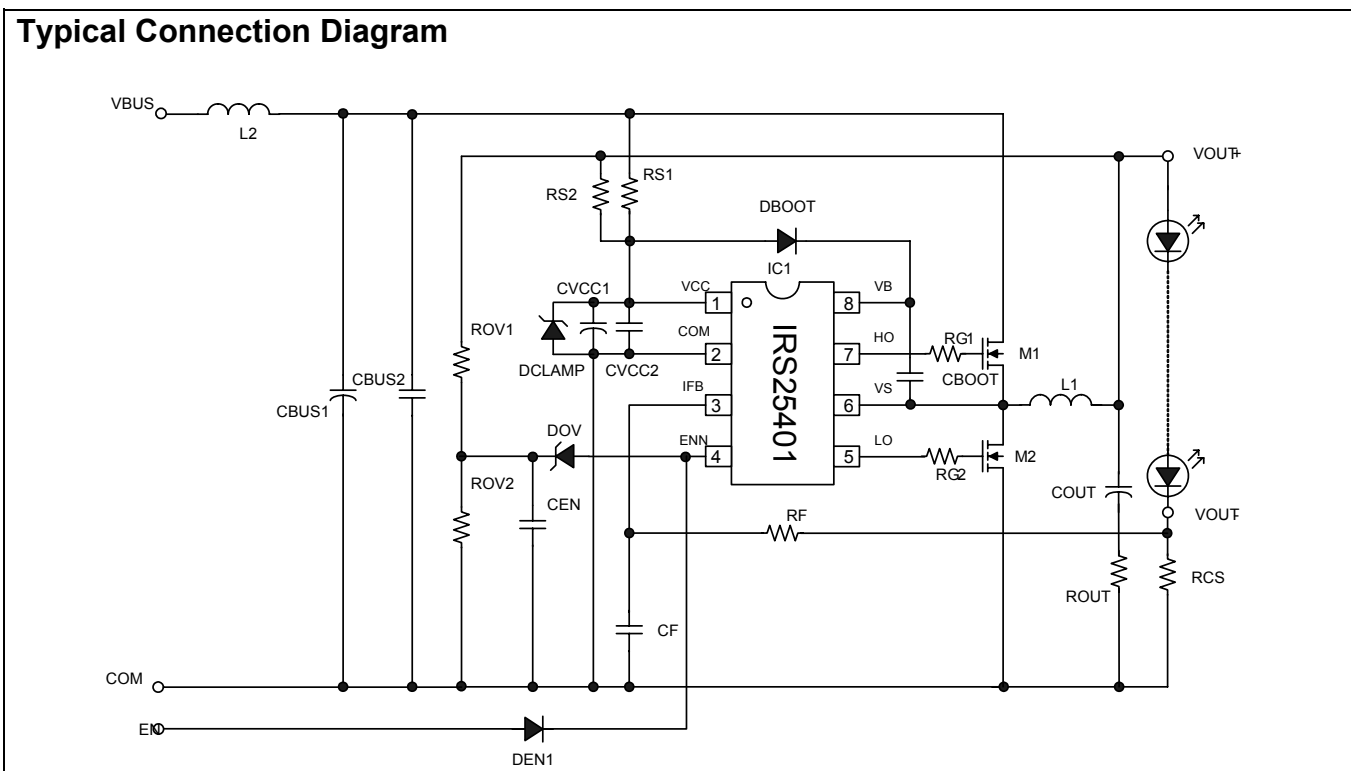 Typical Connection Diagram
VBUS
L2
VOUT+
RS1
RS2
DBOOT
IC1
CVCC1
VCC
1
8
VB
ROV1
COM
2
7
HO
RG1
M1
DCLAMP
CVCC2
CBOOT
L1
CBUS2
CBUS1
IFB
3
6
VS
IRS25401
DOV
ENN
4
5
LO
RG2
M2
ROV2
CEN
COUT
VOUT-
RF
ROUT
RCS
CF
COM
EN
DEN1